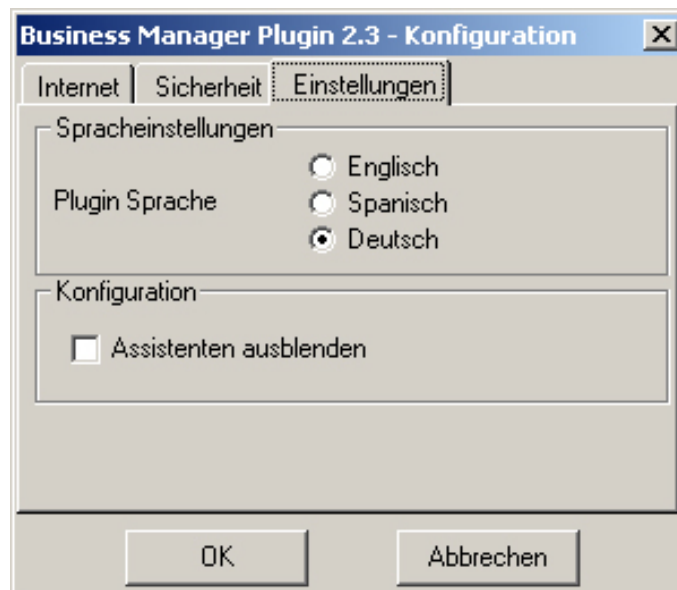 Business Manager Plugin 2.3 - Konfiguration
Internet Sicherheit Einstellungen
Spracheinstellungen
Englisch
Plugin Sprache Spanisch
Deutsch
Konfiguration
Assistenten ausblenden
OK Abbrechen